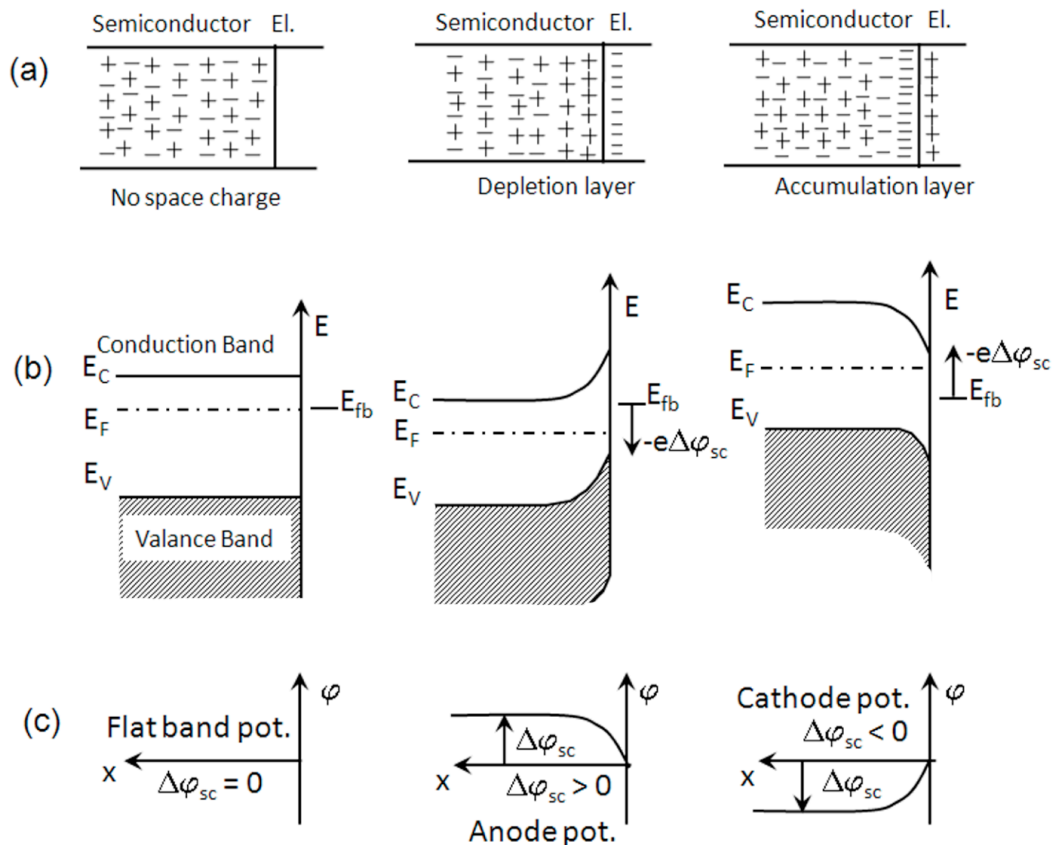 Semiconductor El.
Semiconductor El.
Semiconductor El.
(a)
No space charge
Depletion layer
Accumulation layer
(b)
E
Conduction Band
E_C
E_F
E_fb
E_V
Valance Band
E
E_C
E_fb
E_F
-eΔφ_sc
E_V
E
E_C
-eΔφ_sc
E_F
E_fb
E_V
(c)
φ
Flat band pot.
x
Δφ_sc = 0
φ
Δφ_sc
x
Δφ_sc > 0
Anode pot.
Cathode pot.
φ
Δφ_sc < 0
x
Δφ_sc